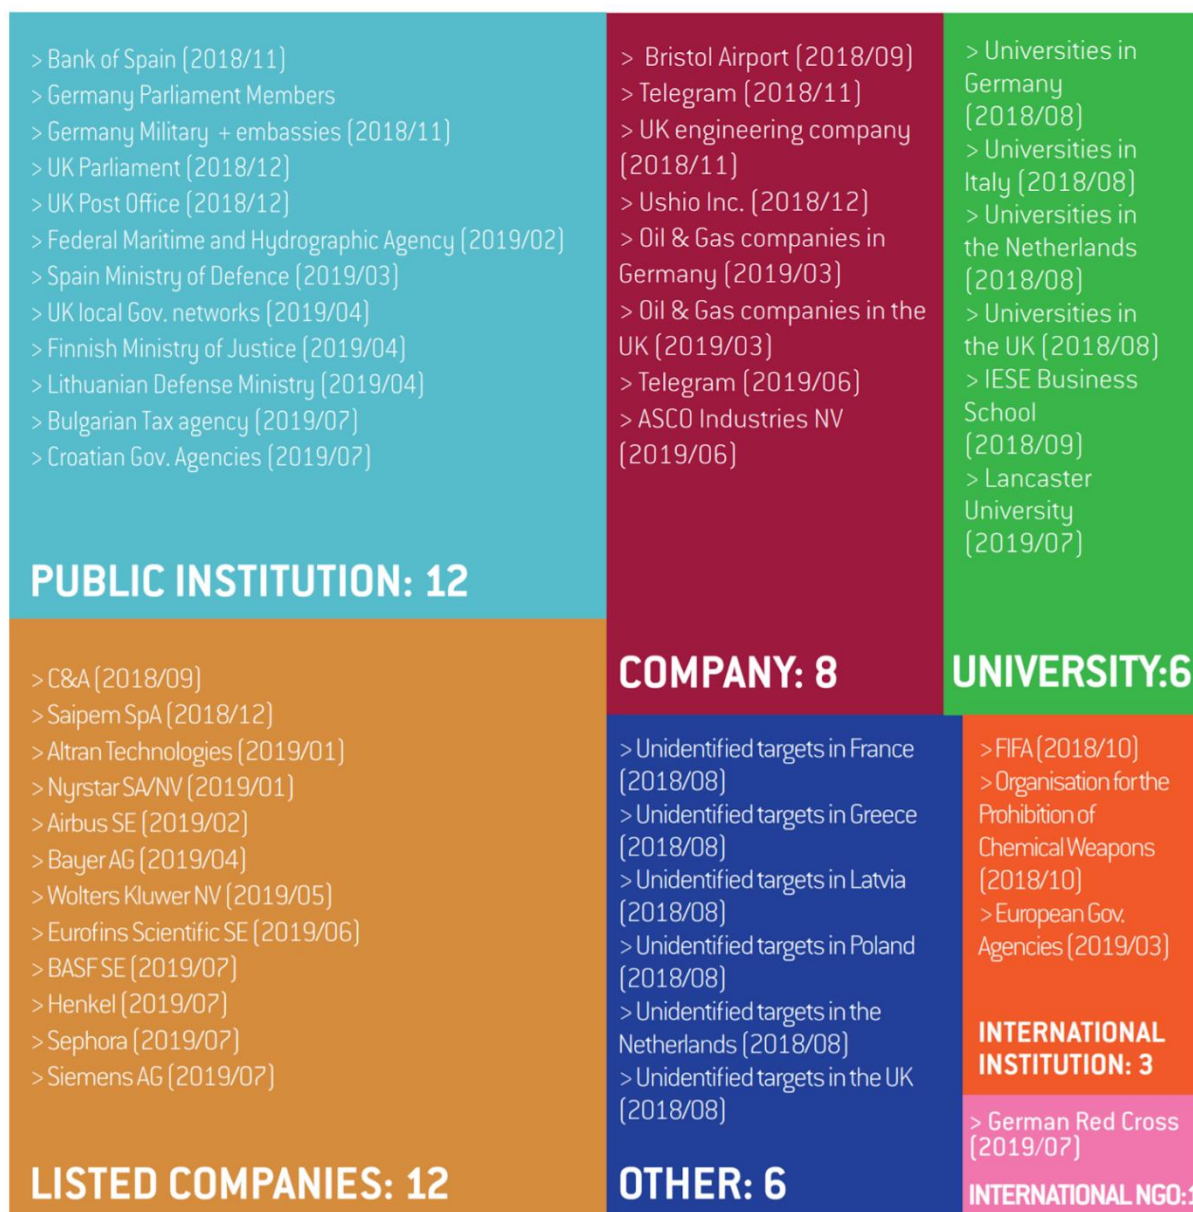 > Bank of Spain (2018/11)
> Germany Parliament Members
> Germany Military + embassies (2018/11)
> UK Parliament (2018/12)
> UK Post Office (2018/12)
> Federal Maritime and Hydrographic Agency (2019/02)
> Spain Ministry of Defence (2019/03)
> UK local Gov. networks (2019/04)
> Finnish Ministry of Justice (2019/04)
> Lithuanian Defense Ministry (2019/04)
> Bulgarian Tax agency (2019/07)
> Croatian Gov. Agencies (2019/07)
PUBLIC INSTITUTION: 12
> Bristol Airport (2018/09)
> Telegram (2018/11)
> UK engineering company
(2018/11)
> Ushio Inc. (2018/12)
> Oil & Gas companies in
Germany (2019/03)
> Oil & Gas companies in the
UK (2019/03)
> Telegram (2019/06)
> ASCO Industries NV
(2019/06)
COMPANY: 8
> Universities in
Germany
(2018/08)
> Universities in
Italy (2018/08)
> Universities in
the Netherlands
(2018/08)
> Universities in
the UK (2018/08)
> IESE Business
School
(2018/09)
> Lancaster
University
(2019/07)
UNIVERSITY:6
> C&A (2018/09)
> Saipem SpA (2018/12)
> Altran Technologies (2019/01)
> Nyrstar SA/NV (2019/01)
> Airbus SE (2019/02)
> Bayer AG (2019/04)
> Wolters Kluwer NV (2019/05)
> Eurofins Scientific SE (2019/06)
> BASF SE (2019/07)
> Henkel (2019/07)
> Sephora (2019/07)
> Siemens AG (2019/07)
LISTED COMPANIES: 12
> Unidentified targets in France
(2018/08)
> Unidentified targets in Greece
(2018/08)
> Unidentified targets in Latvia
(2018/08)
> Unidentified targets in Poland
(2018/08)
> Unidentified targets in the
Netherlands (2018/08)
> Unidentified targets in the UK
(2018/08)
OTHER: 6
> FIFA (2018/10)
> Organisation for the
Prohibition of
Chemical Weapons
(2018/10)
> European Gov.
Agencies (2019/03)
INTERNATIONAL
INSTITUTION: 3
> German Red Cross
(2019/07)
INTERNATIONAL NGO:1